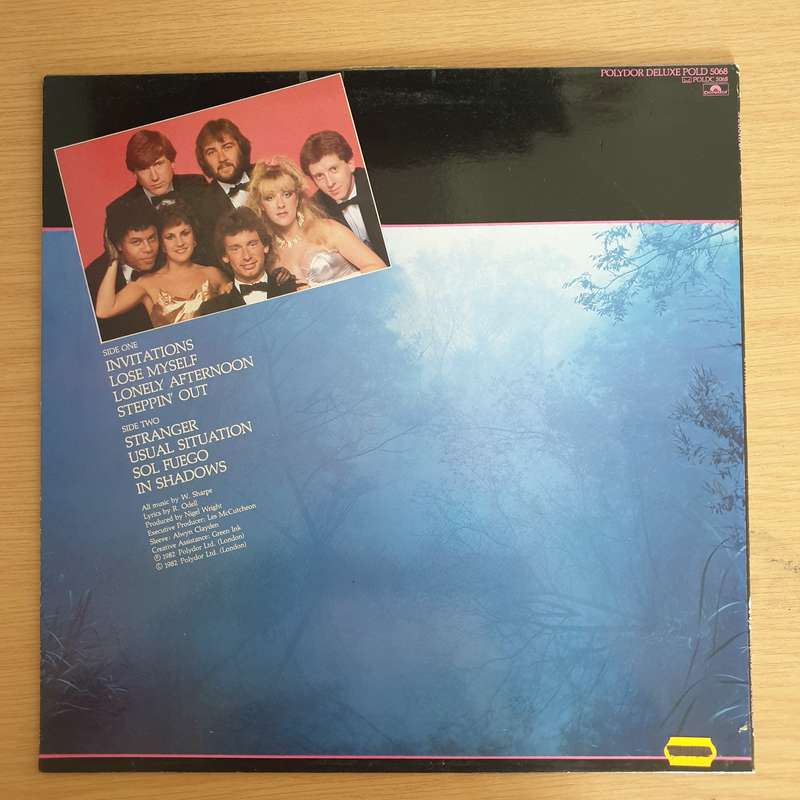 POLYDOR DELUXE POLD 5068
POLDC 5068
SIDE ONE
INVITATIONS
LOSE MYSELF
LONELY AFTERNOON
STEPPIN' OUT
SIDE TWO
STRANGER
USUAL SITUATION
SOL FUEGO
IN SHADOWS
All music by W. Sharpe
Lyrics by R. Odell
Produced by Nigel Wright
Executive Producer: Les McCutcheon
Sleeve: Alwyn Clayden
Creative Assistance: Green Ink
℗ 1982 Polydor Ltd. (London)
© 1982 Polydor Ltd. (London)